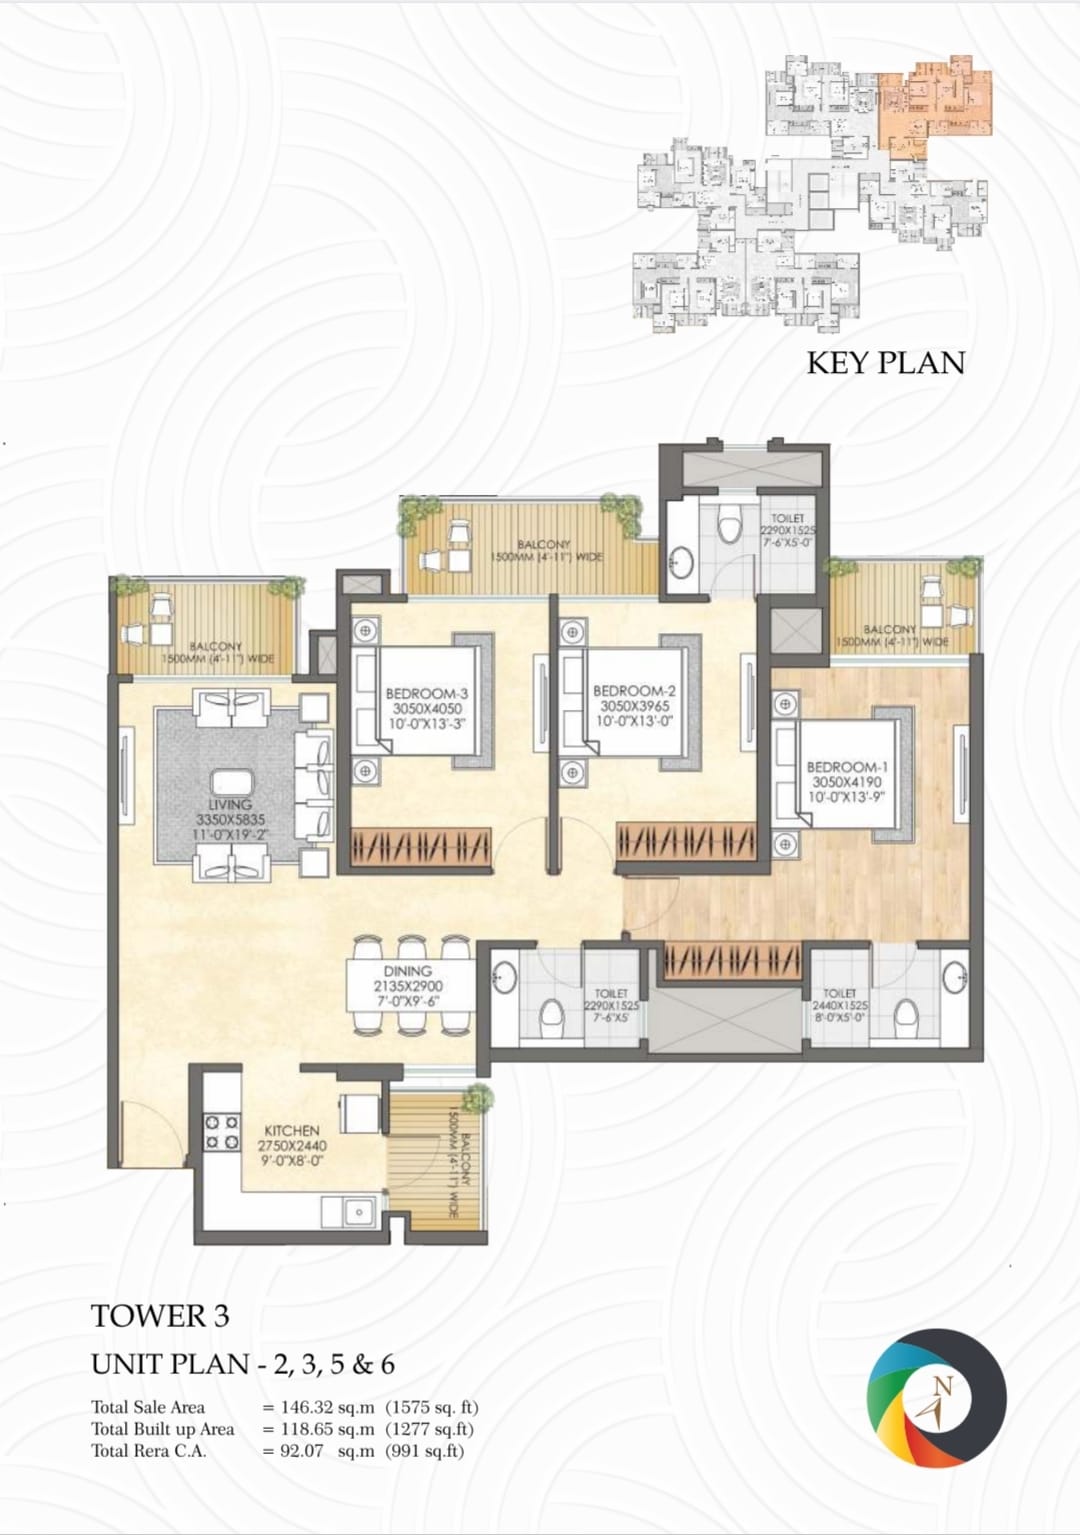 KEY PLAN
TOILET
2290X1525
7'-6"X5'-0"
BALCONY
1500MM (4'-11") WIDE
BALCONY
1500MM (4'-11") WIDE
BALCONY
1500MM (4'-11") WIDE
BEDROOM-3
3050X4050
10'-0"X13'-3"
BEDROOM-2
3050X3965
10'-0"X13'-0"
BEDROOM-1
3050X4190
10'-0"X13'-9"
LIVING
3350X5835
11'-0"X19'-2"
DINING
2135X2900
7'-0"X9'-6"
TOILET
2290X1525
7'-6"X5'
TOILET
2440X1525
8'-0"X5'-0"
KITCHEN
2750X2440
9'-0"X8'-0"
BALCONY
1500MM (4'-11") WIDE
TOWER 3
UNIT PLAN - 2, 3, 5 & 6
Total Sale Area = 146.32 sq.m (1575 sq. ft)
Total Built up Area = 118.65 sq.m (1277 sq.ft)
Total Rera C.A. = 92.07 sq.m (991 sq.ft)
N